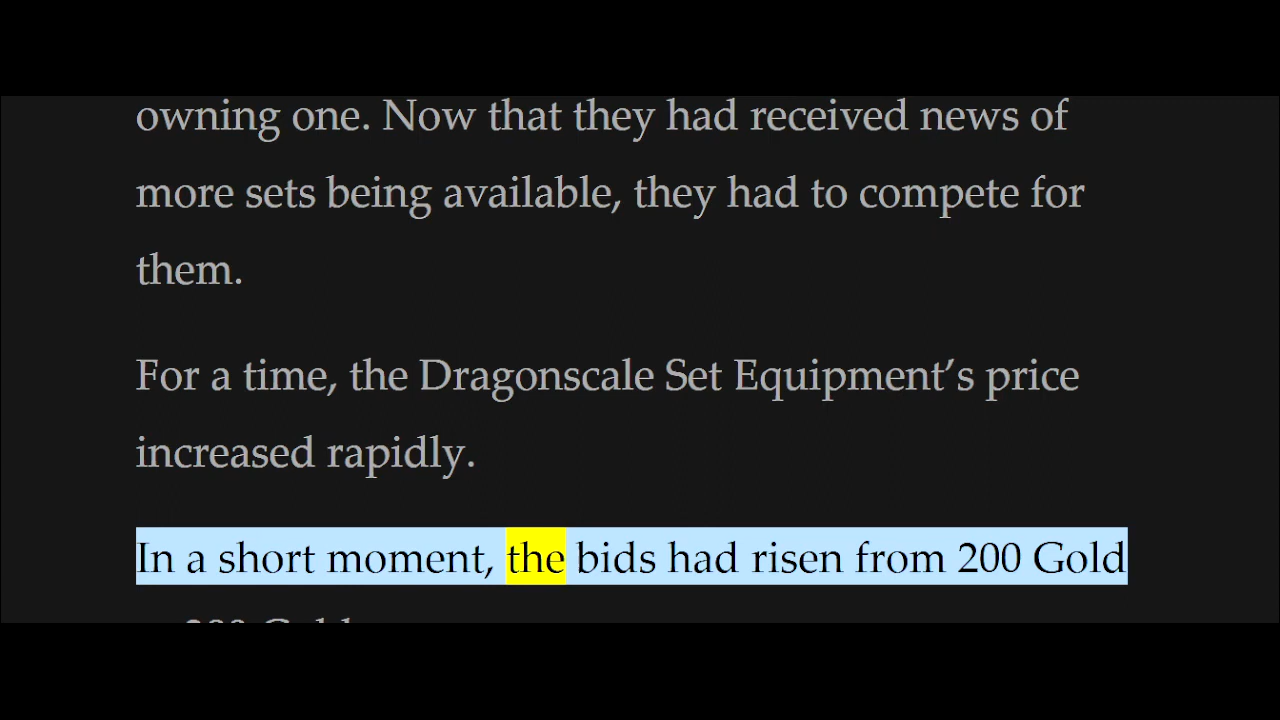 owning one. Now that they had received news of
more sets being available, they had to compete for
them.
For a time, the Dragonscale Set Equipment’s price
increased rapidly.
In a short moment, the bids had risen from 200 Gold